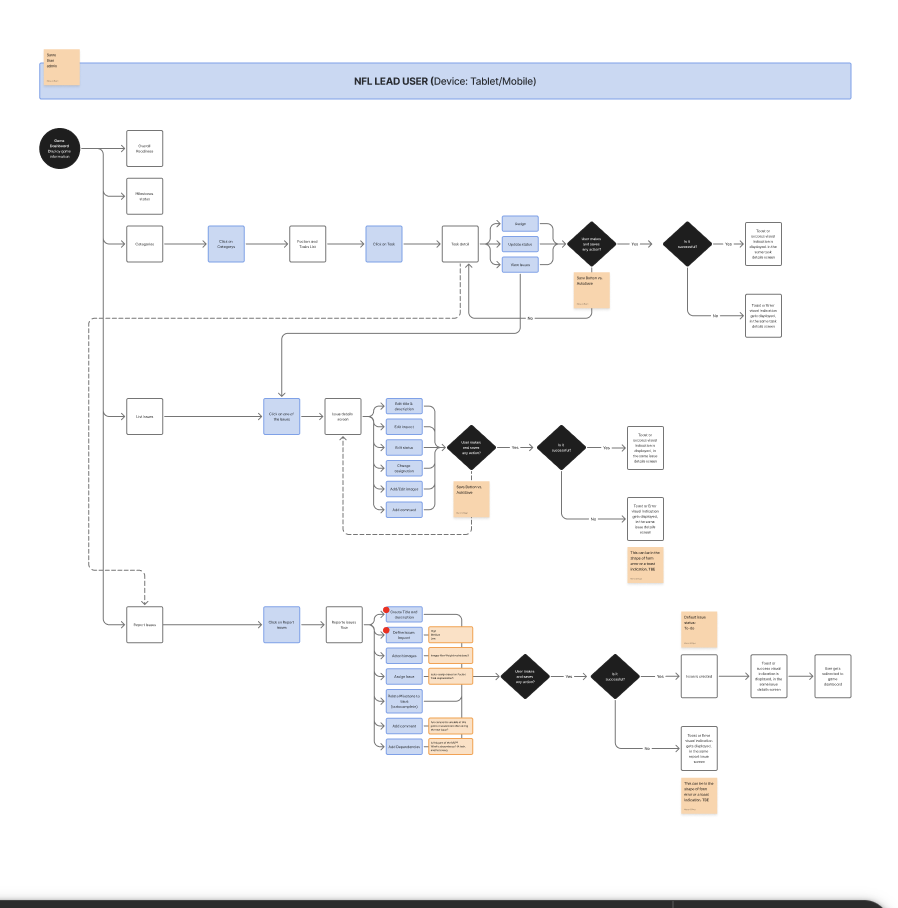 Same
user
admin
NFL LEAD USER (Device: Tablet/Mobile)
Game
Dashboard
Display game
information
Overall
Readiness
Milestones
status
Categories
Click on
Category
Factors and
Tasks List
Click on Task
Task detail
Assign
Update status
View issues
User makes
and saves
any action?
Yes
Is it
successful?
Yes
Toast or
success visual
indication is
displayed, in the
same task
details screen
Save Button vs.
AutoSave
No
No
Toast or Error
visual indication
gets displayed,
in the same task
details screen
List issues
Click on one of
the issues
Issue details
screen
Edit title &
description
Edit impact
Edit status
Change
assignation
Add/Edit images
Add comment
User makes
and saves
any action?
Yes
Is it
successful?
Yes
Toast or
success visual
indication is
displayed, in
the same issue
details screen
Save Button vs.
AutoSave
No
Toast or Error
visual indication
gets displayed,
in the same
issue details
screen
This can be in the
shape of form
error or a toast
indication. TBE
Report issues
Click on Report
issues
Reports issues
flow
Create Title and
description
Define issues
impact
Assign issue
Add comment
Add Dependencies
User makes
and saves
any action?
Yes
Is it
successful?
Yes
Default issue
status:
To do
Issue is created
Toast or
success visual
indication is
displayed, in the
same issue
details screen
User gets
redirected to
game
dashboard
No
Toast or Error
visual indication
gets displayed,
in the same
report issue
screen
This can be in the
shape of form
error or a toast
indication. TBE